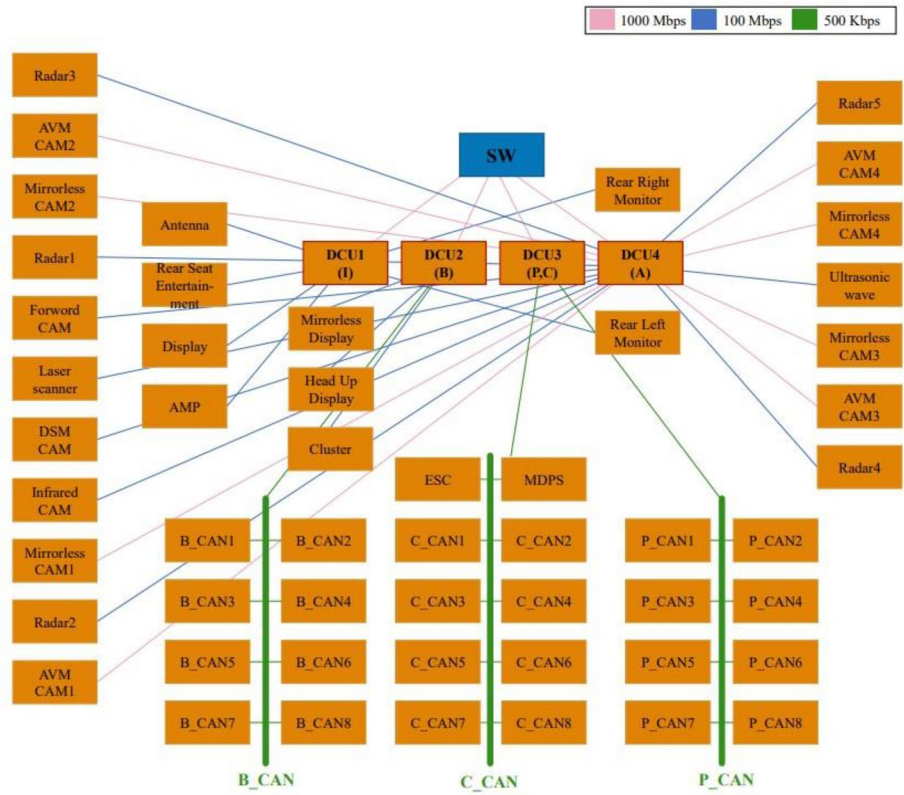 1000 Mbps
100 Mbps
500 Kbps
Radar3
AVM
CAM2
Mirrorless
CAM2
Radar1
Forword
CAM
Laser
scanner
DSM
CAM
Infrared
CAM
Mirrorless
CAM1
Radar2
AVM
CAM1
Antenna
Rear Seat
Entertain-
ment
Display
AMP
SW
DCU1
(I)
DCU2
(B)
DCU3
(P,C)
DCU4
(A)
Mirrorless
Display
Head Up
Display
Cluster
Rear Right
Monitor
Rear Left
Monitor
Radar5
AVM
CAM4
Mirrorless
CAM4
Ultrasonic
wave
Mirrorless
CAM3
AVM
CAM3
Radar4
B_CAN1
B_CAN2
B_CAN3
B_CAN4
B_CAN5
B_CAN6
B_CAN7
B_CAN8
B_CAN
ESC
MDPS
C_CAN1
C_CAN2
C_CAN3
C_CAN4
C_CAN5
C_CAN6
C_CAN7
C_CAN8
C_CAN
P_CAN1
P_CAN2
P_CAN3
P_CAN4
P_CAN5
P_CAN6
P_CAN7
P_CAN8
P_CAN